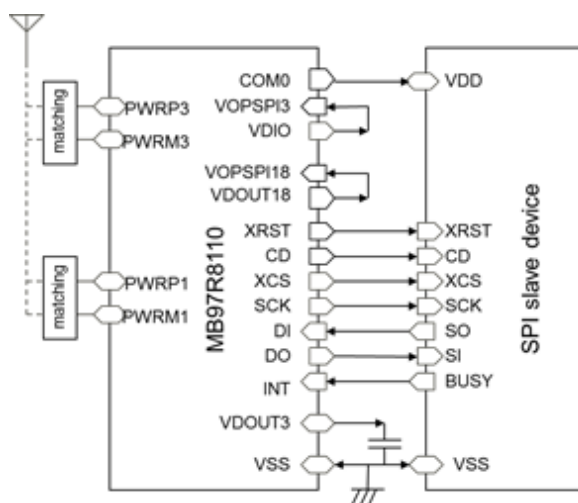 COM0
VDD
VOPSPI3
VDIO
VOPSPI18
VDOUT18
XRST
XRST
CD
CD
XCS
XCS
SCK
SCK
DI
SO
DO
SI
INT
BUSY
VDOUT3
VSS
VSS
matching
PWRP3
PWRM3
matching
PWRP1
PWRM1
MB97R8110
SPI slave device